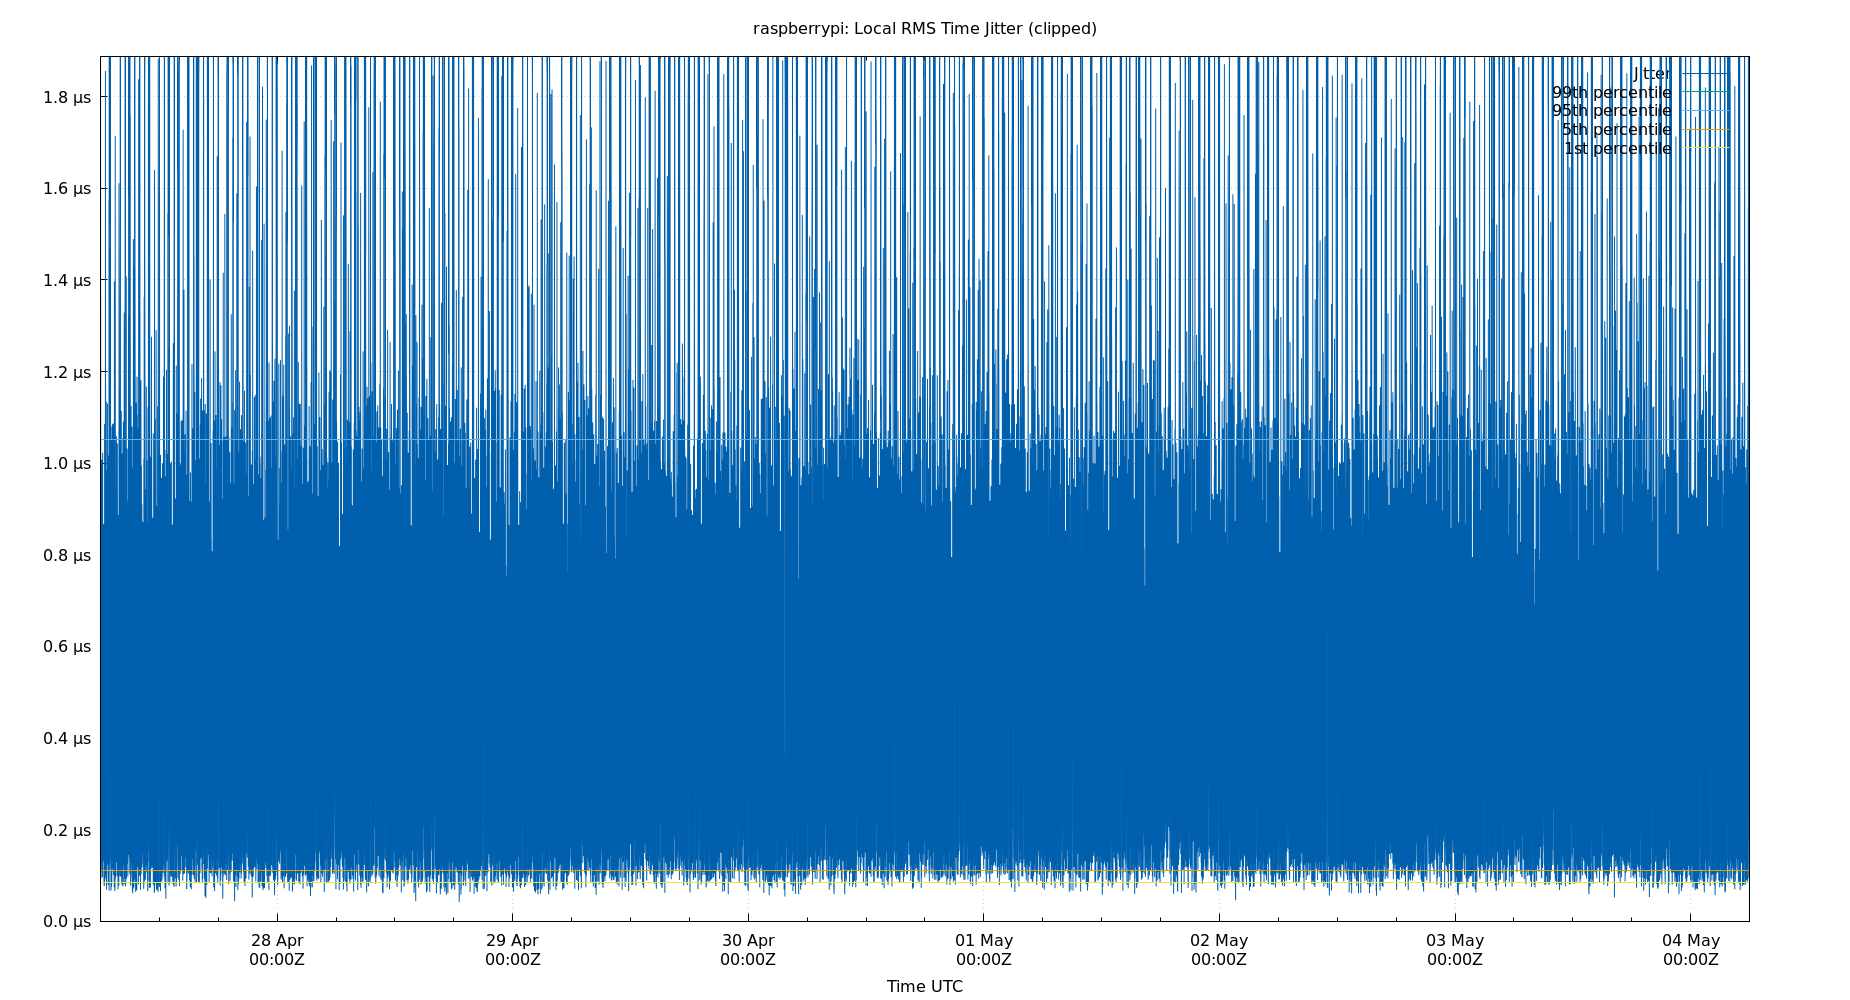 raspberrypi: Local RMS Time Jitter (clipped)
Jitter
99th percentile
95th percentile
5th percentile
1st percentile
1.8 µs
1.6 µs
1.4 µs
1.2 µs
1.0 µs
0.8 µs
0.6 µs
0.4 µs
0.2 µs
0.0 µs
28 Apr 29 Apr 30 Apr 01 May 02 May 03 May 04 May
00:00Z 00:00Z 00:00Z 00:00Z 00:00Z 00:00Z 00:00Z
Time UTC